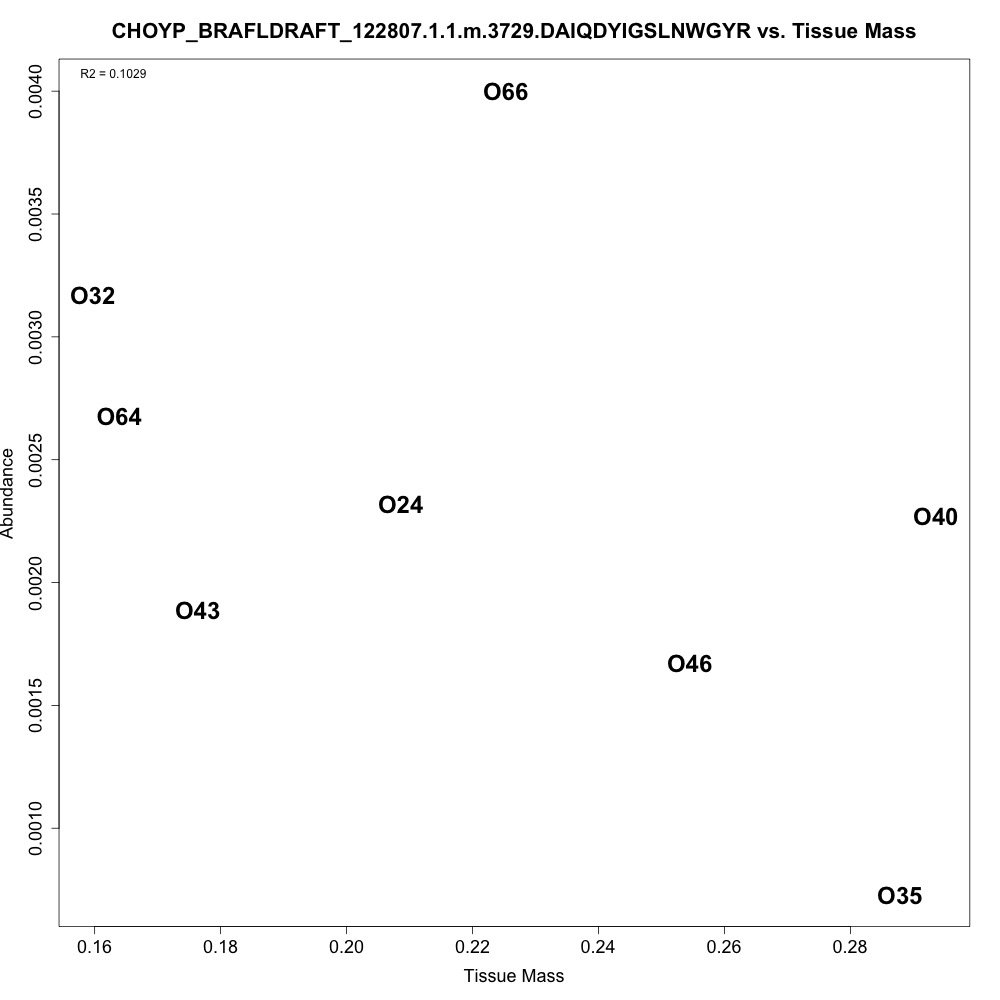 CHOYP_BRAFLDRAFT_122807.1.1.m.3729.DAIQDYIGSLNWGYR vs. Tissue Mass
R2 = 0.1029
0.0040
0.0035
0.0030
0.0025
0.0020
0.0015
0.0010
Abundance
O66
O32
O64
O24
O40
O43
O46
O35
0.16 0.18 0.20 0.22 0.24 0.26 0.28
Tissue Mass